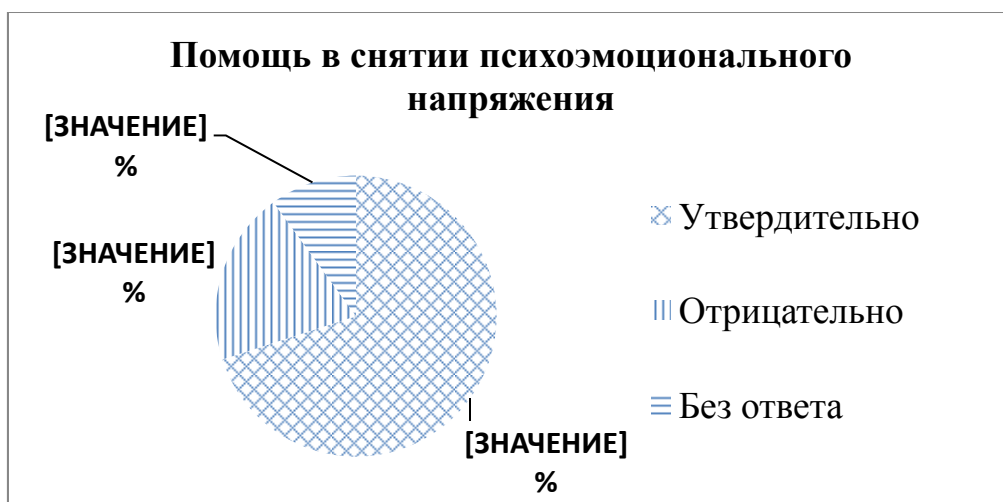 Помощь в снятии психоэмоционального
напряжения
[ЗНАЧЕНИЕ]
%
[ЗНАЧЕНИЕ]
%
[ЗНАЧЕНИЕ]
%
Утвердительно
Отрицательно
Без ответа